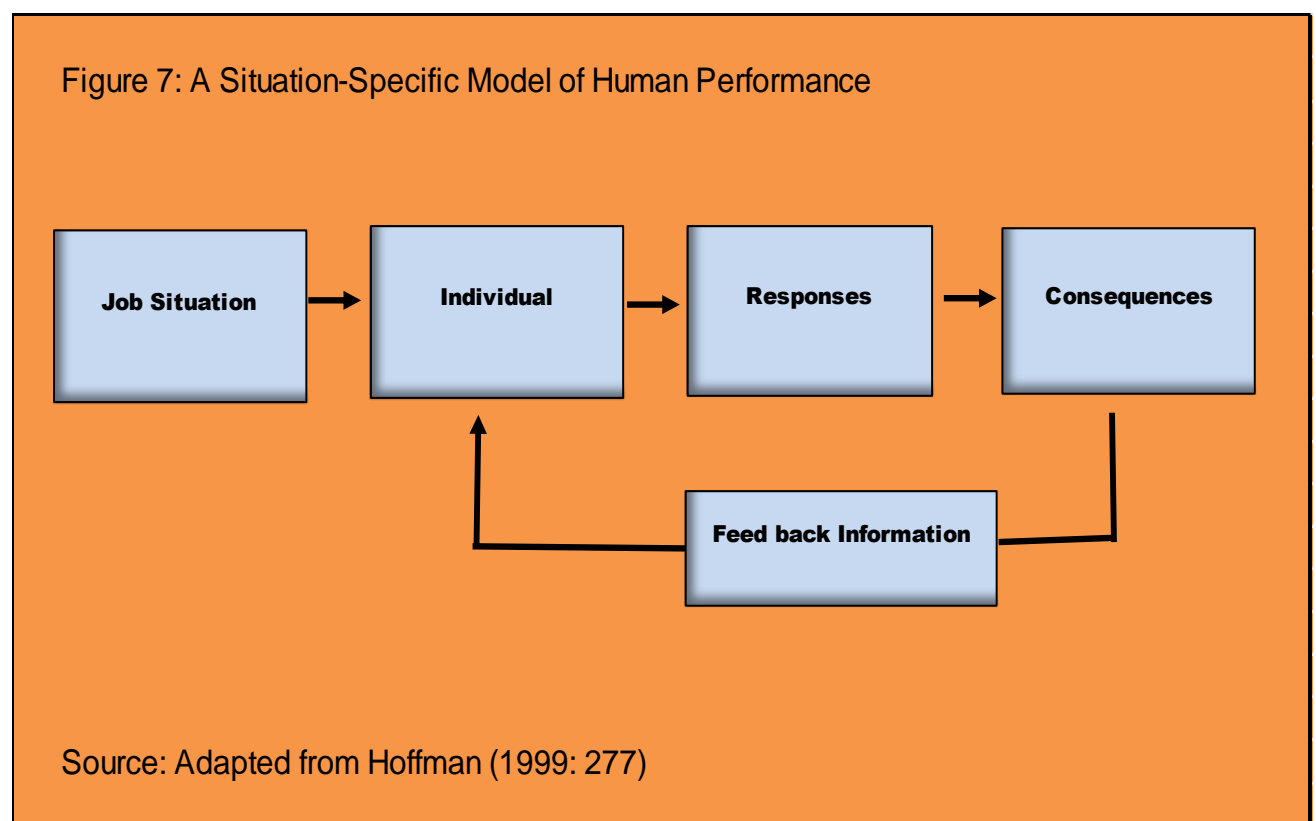 Figure 7: A Situation-Specific Model of Human Performance
Job Situation
Individual
Responses
Consequences
Feed back Information
Source: Adapted from Hoffman (1999: 277)